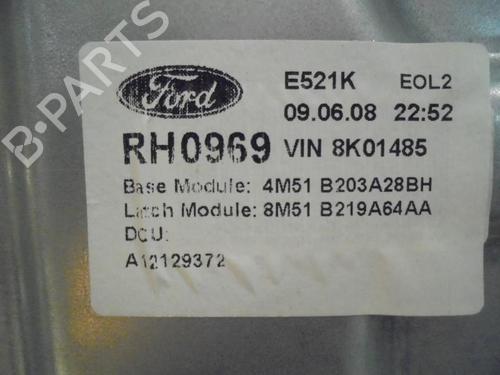 B-PARTS
Ford
E521K EOL2
09.06.08 22:52
RH0969 VIN 8K01485
Base Module: 4M51 B203A28BH
Latch Module: 8M51 B219A64AA
DCU:
A12129372